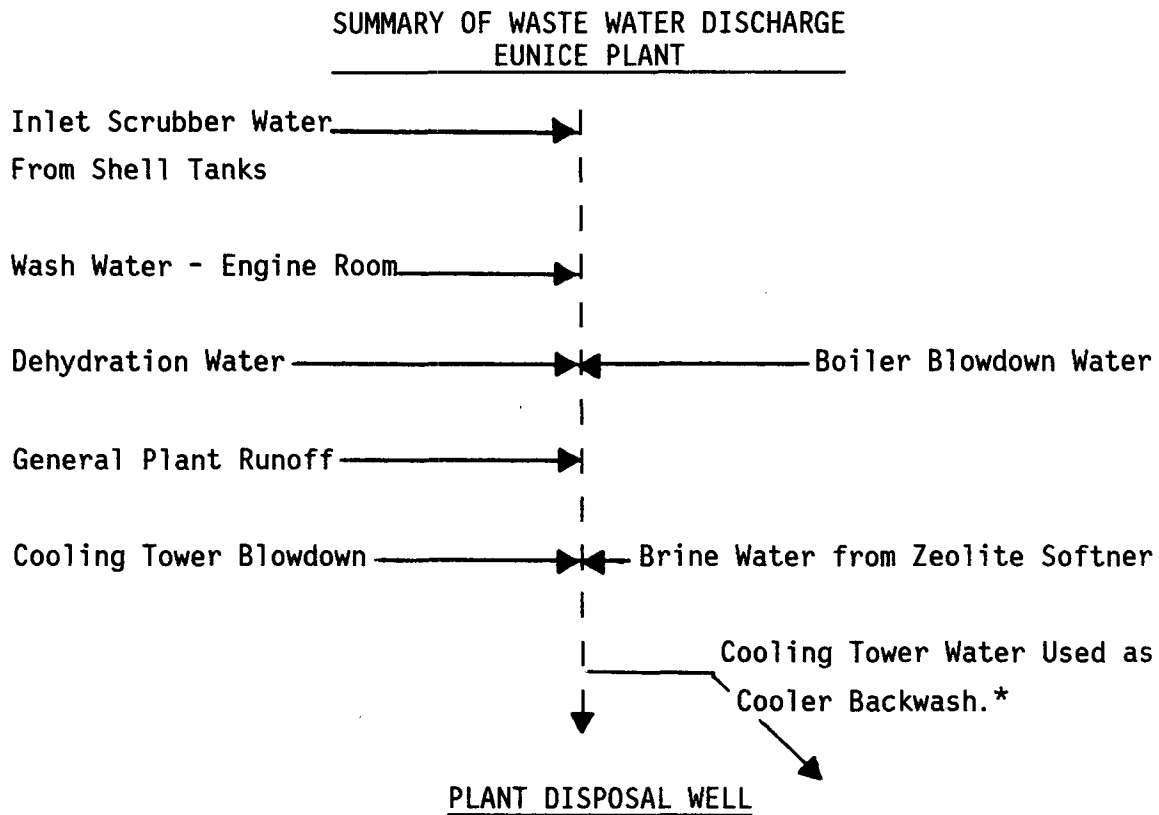 SUMMARY OF WASTE WATER DISCHARGE
EUNICE PLANT
Inlet Scrubber Water
From Shell Tanks
Wash Water - Engine Room
Dehydration Water
Boiler Blowdown Water
General Plant Runoff
Cooling Tower Blowdown
Brine Water from Zeolite Softner
Cooling Tower Water Used as
Cooler Backwash.*
PLANT DISPOSAL WELL